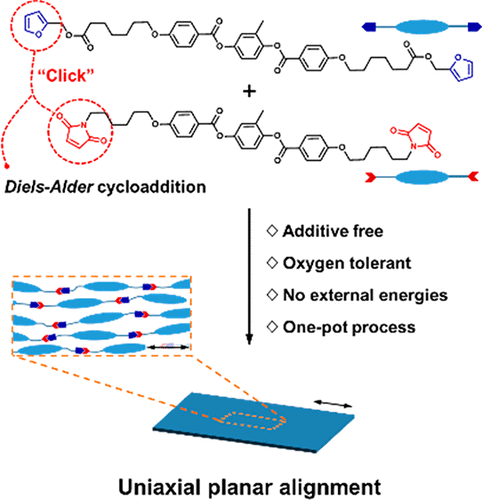 O O O O O O O O O O O O
“Click”
+
O N O O O O O O O O N O
Diels-Alder cycloaddition
◇ Additive free
◇ Oxygen tolerant
◇ No external energies
◇ One-pot process
Uniaxial planar alignment